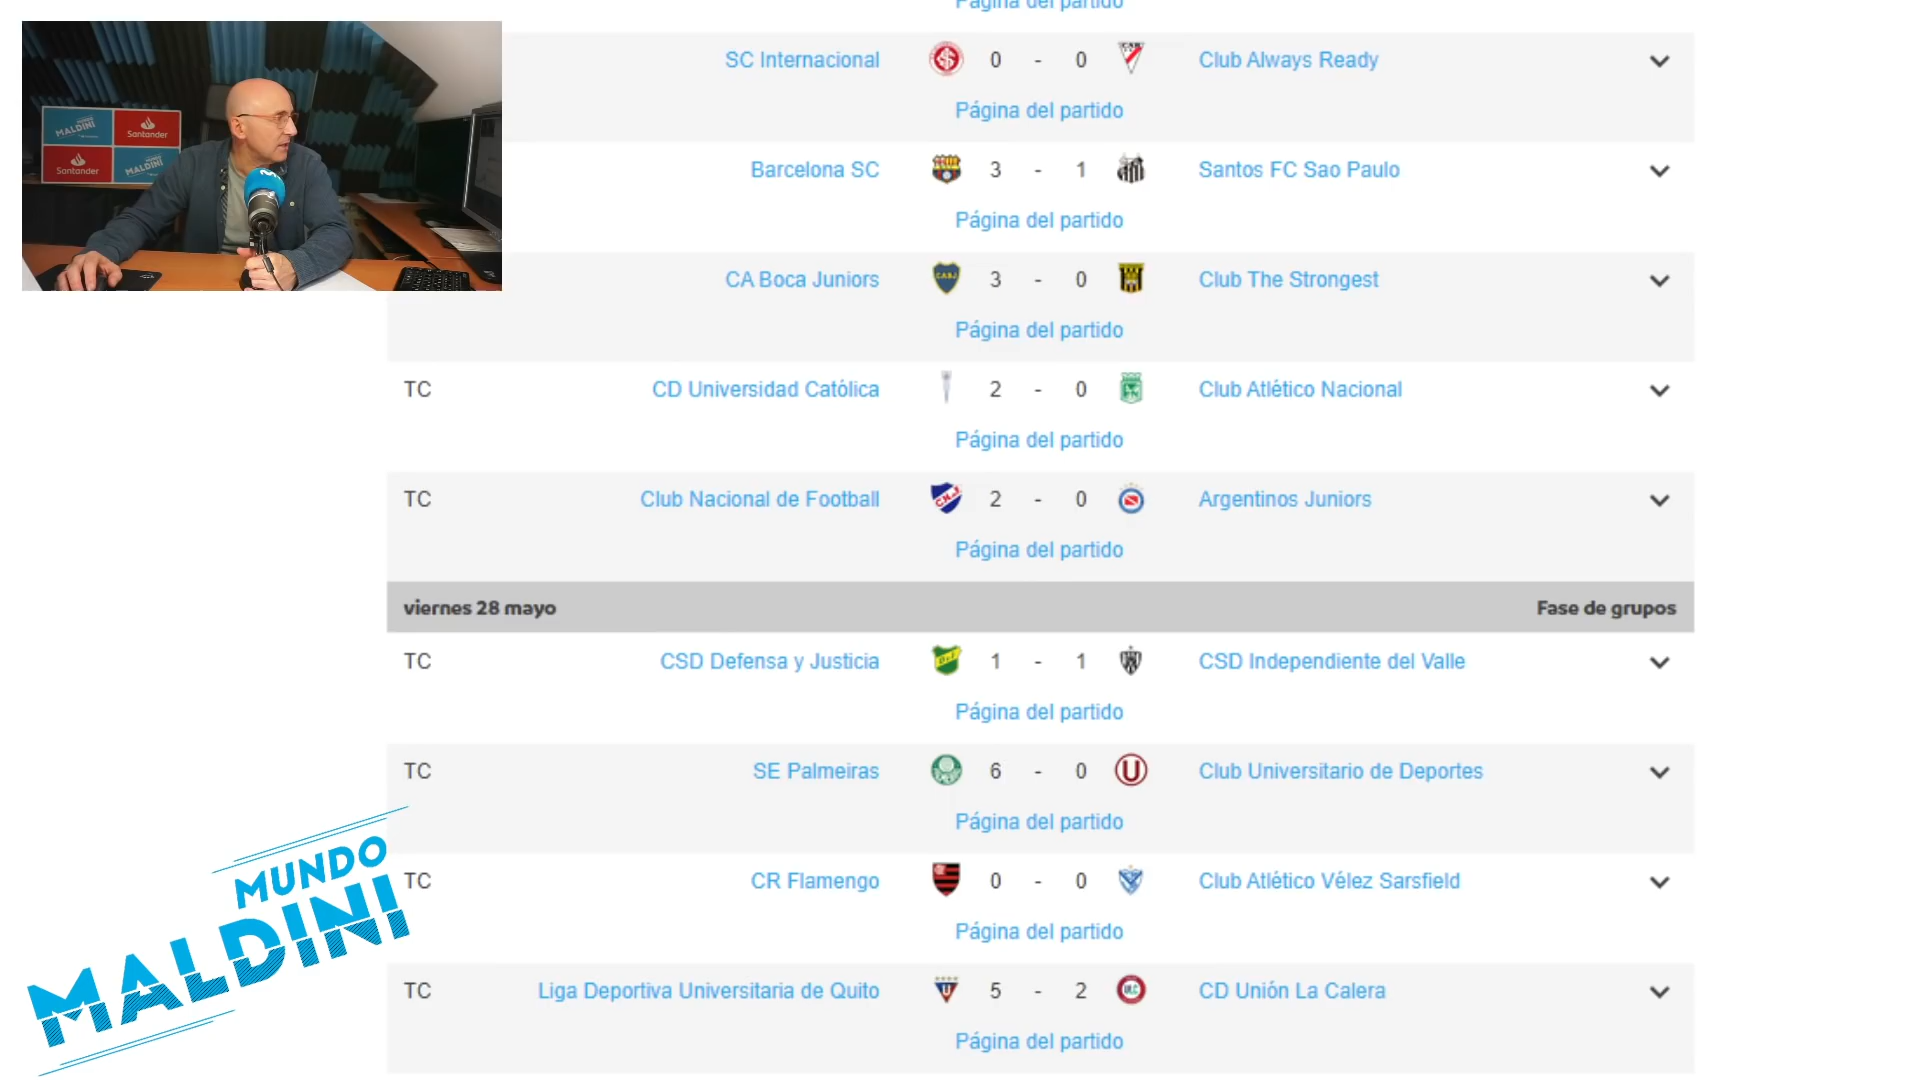 Página del partido
SC Internacional 0 - 0 Club Always Ready
Página del partido
Barcelona SC 3 - 1 Santos FC Sao Paulo
Página del partido
CA Boca Juniors 3 - 0 Club The Strongest
Página del partido
TC CD Universidad Católica 2 - 0 Club Atlético Nacional
Página del partido
TC Club Nacional de Football 2 - 0 Argentinos Juniors
Página del partido
viernes 28 mayo Fase de grupos
TC CSD Defensa y Justicia 1 - 1 CSD Independiente del Valle
Página del partido
TC SE Palmeiras 6 - 0 Club Universitario de Deportes
Página del partido
TC CR Flamengo 0 - 0 Club Atlético Vélez Sarsfield
Página del partido
TC Liga Deportiva Universitaria de Quito 5 - 2 CD Unión La Calera
Página del partido
MALDINI Santander
Santander MALDINI
MUNDO
MALDINI